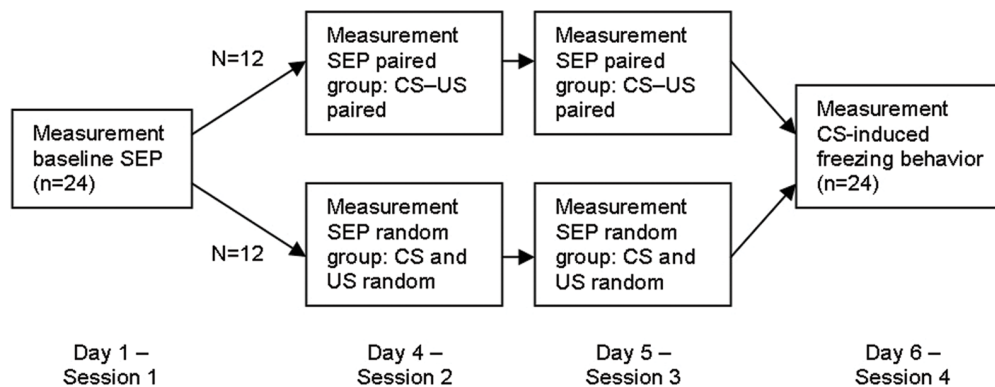 Measurement
baseline SEP
(n=24)
N=12
N=12
Measurement
SEP paired
group: CS–US
paired
Measurement
SEP random
group: CS and
US random
Measurement
SEP paired
group: CS–US
paired
Measurement
SEP random
group: CS and
US random
Measurement
CS-induced
freezing behavior
(n=24)
Day 1 –
Session 1
Day 4 –
Session 2
Day 5 –
Session 3
Day 6 –
Session 4